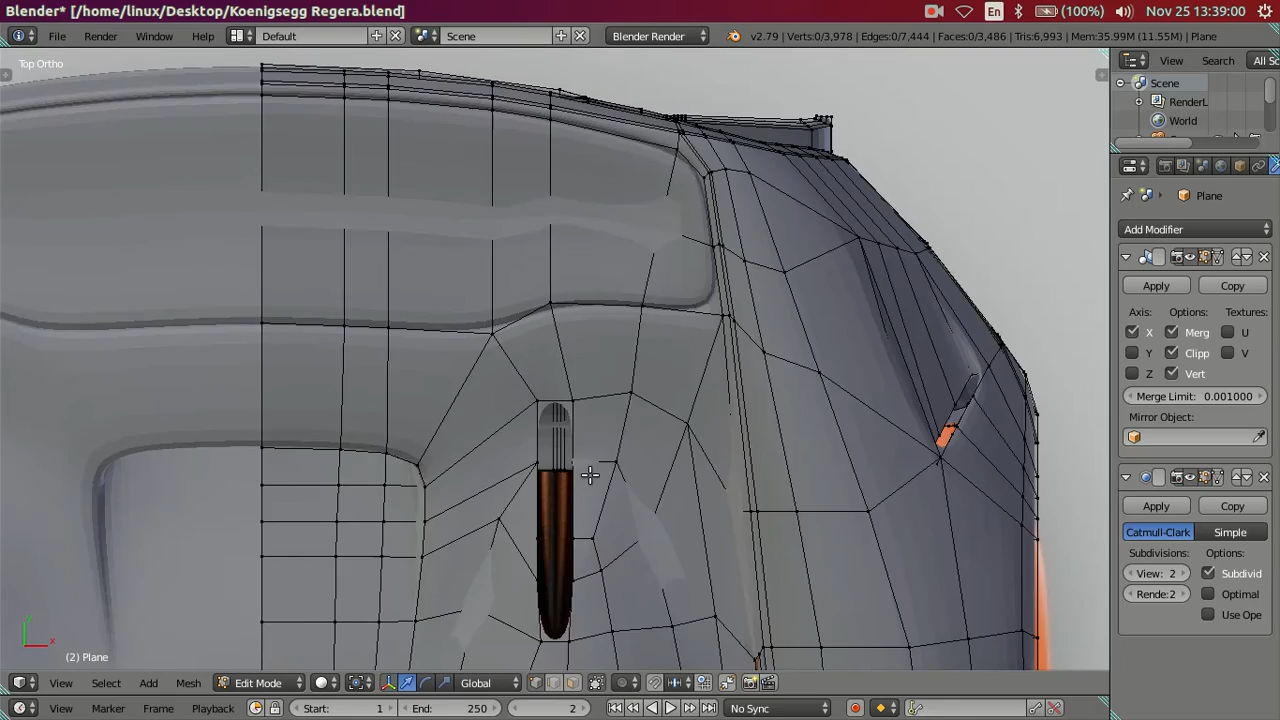 Blender* [/home/linux/Desktop/Koenigsegg Regera.blend]
En
(100%)
Nov 25 13:39:00
File Render Window Help
Default
Scene
Blender Render
v2.79 | Verts:0/3,978 | Edges:0/7,444 | Faces:0/3,486 | Tris:6,993 | Mem:35.99M (11.55M) | Plane
Top Ortho
View Search All Sc
Scene
RenderL
World
Plane
Add Modifier
Apply Copy
Axis: Options: Textures:
X Merg U
Y Clipp V
Z Vert
Merge Limit: 0.001000
Mirror Object:
Apply Copy
Catmull-Clark Simple
Subdivisions: Options:
View: 2 Subdivid
Rende:2 Optimal
Use Ope
y
x
(2) Plane
View Select Add Mesh
Edit Mode
Global
View Marker Frame Playback
Start: 1
End: 250
2
No Sync